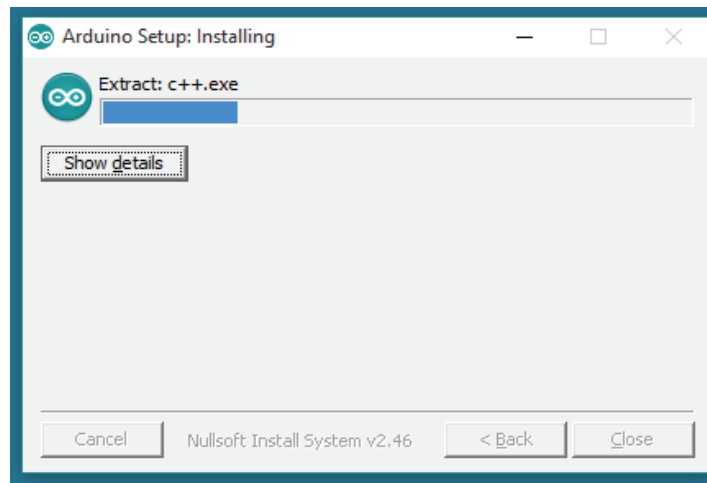 Arduino Setup: Installing
Extract: c++.exe
Show details
Cancel
Nullsoft Install System v2.46
< Back
Close